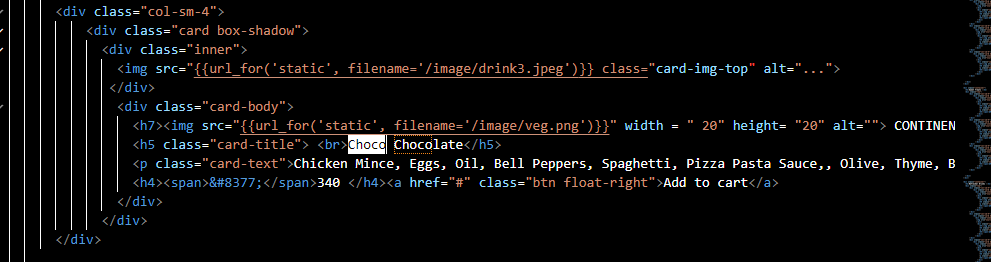 <div class="col-sm-4">
<div class="card box-shadow">
<div class="inner">
<img src="{{url_for('static', filename='/image/drink3.jpeg')}} class="card-img-top" alt="...">
</div>
<div class="card-body">
<h7><img src="{{url_for('static', filename='/image/veg.png')}}" width = " 20" height= "20" alt=""> CONTINEN
<h5 class="card-title"> <br>Choco Chocolate</h5>
<p class="card-text">Chicken Mince, Eggs, Oil, Bell Peppers, Spaghetti, Pizza Pasta Sauce,, Olive, Thyme, B
<h4><span>&#8377;</span>340 </h4><a href="#" class="btn float-right">Add to cart</a>
</div>
</div>
</div>